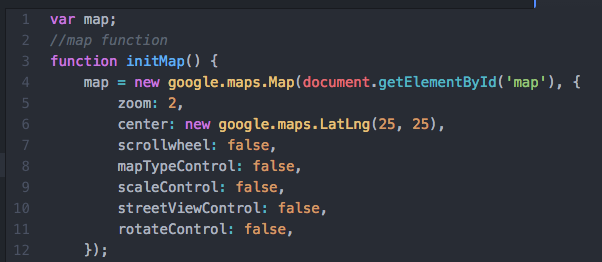 1 var map;
2 //map function
3 function initMap() {
4     map = new google.maps.Map(document.getElementById('map'), {
5         zoom: 2,
6         center: new google.maps.LatLng(25, 25),
7         scrollwheel: false,
8         mapTypeControl: false,
9         scaleControl: false,
10         streetViewControl: false,
11         rotateControl: false,
12     });